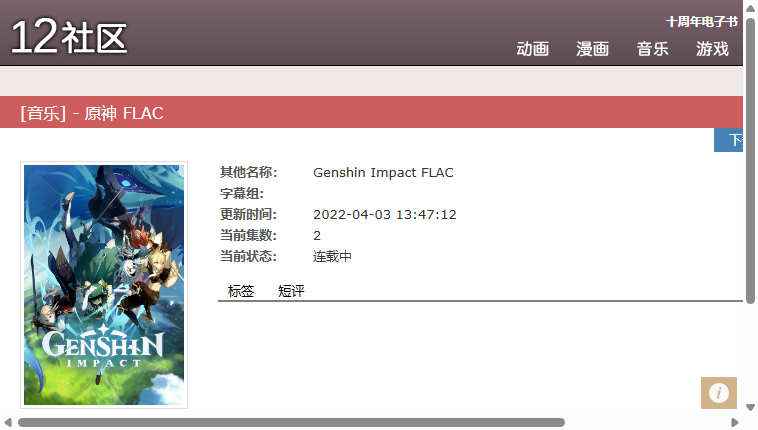 12社区
十周年电子书
动画 漫画 音乐 游戏
[音乐] - 原神 FLAC
下
其他名称: Genshin Impact FLAC
字幕组:
更新时间: 2022-04-03 13:47:12
当前集数: 2
当前状态: 连载中
标签 短评
GENSHIN
IMPACT
i